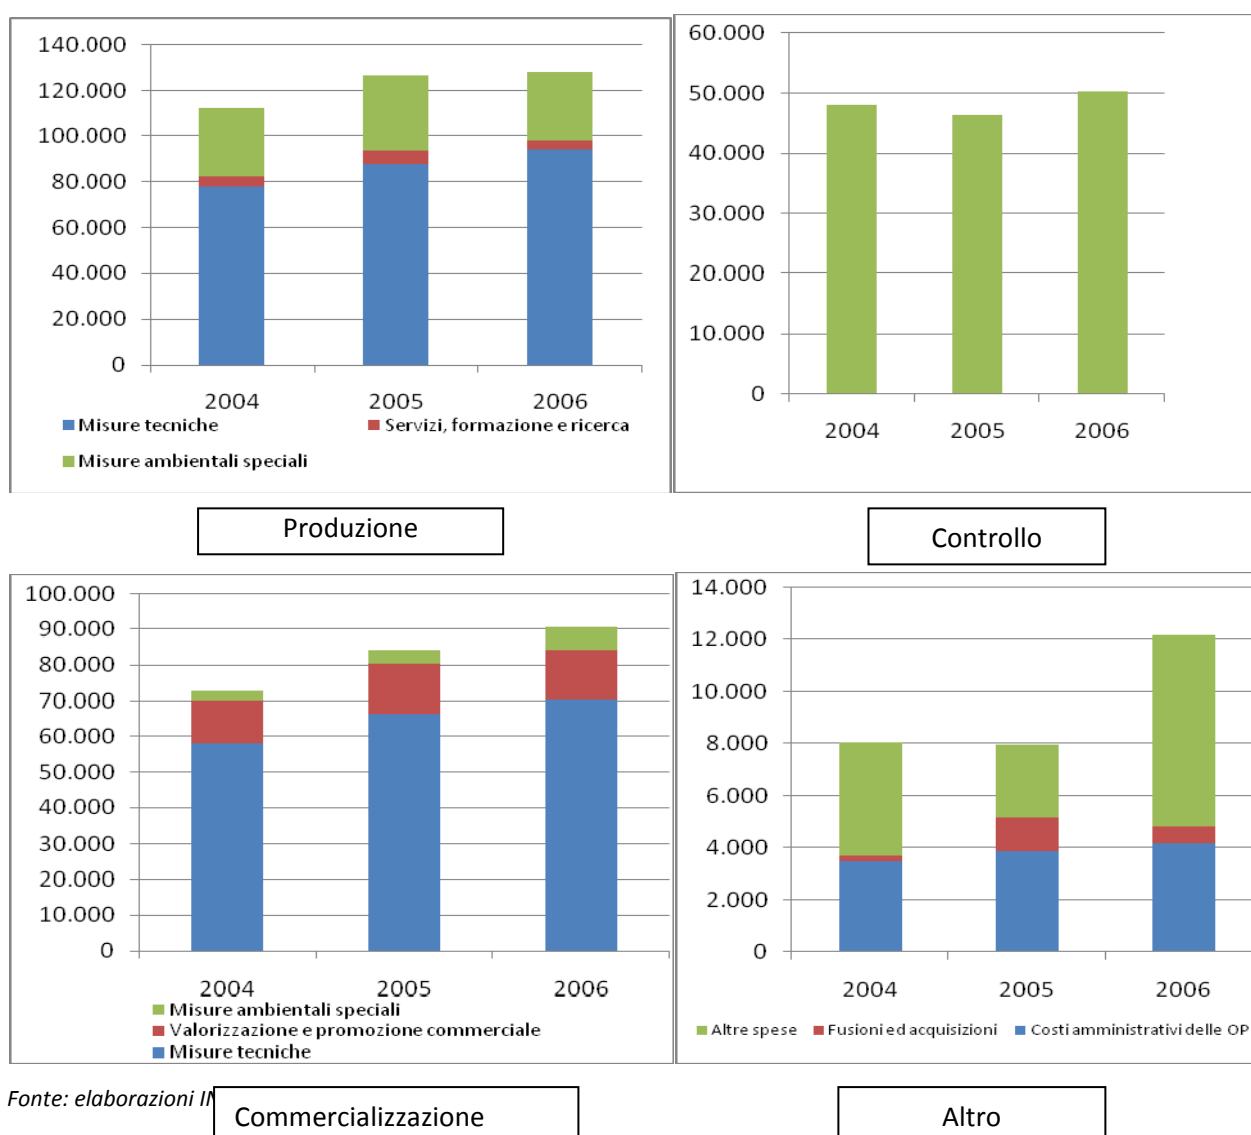 140.000
120.000
100.000
80.000
60.000
40.000
20.000
0
2004 2005 2006
Misure tecniche Servizi, formazione e ricerca
Misure ambientali speciali
Produzione
60.000
50.000
40.000
30.000
20.000
10.000
0
2004 2005 2006
Controllo
100.000
90.000
80.000
70.000
60.000
50.000
40.000
30.000
20.000
10.000
0
2004 2005 2006
Misure ambientali speciali
Valorizzazione e promozione commerciale
Misure tecniche
Fonte: elaborazioni
Commercializzazione
14.000
12.000
10.000
8.000
6.000
4.000
2.000
0
2004 2005 2006
Altre spese Fusioni ed acquisizioni Costi amministrativi delle OP
Altro